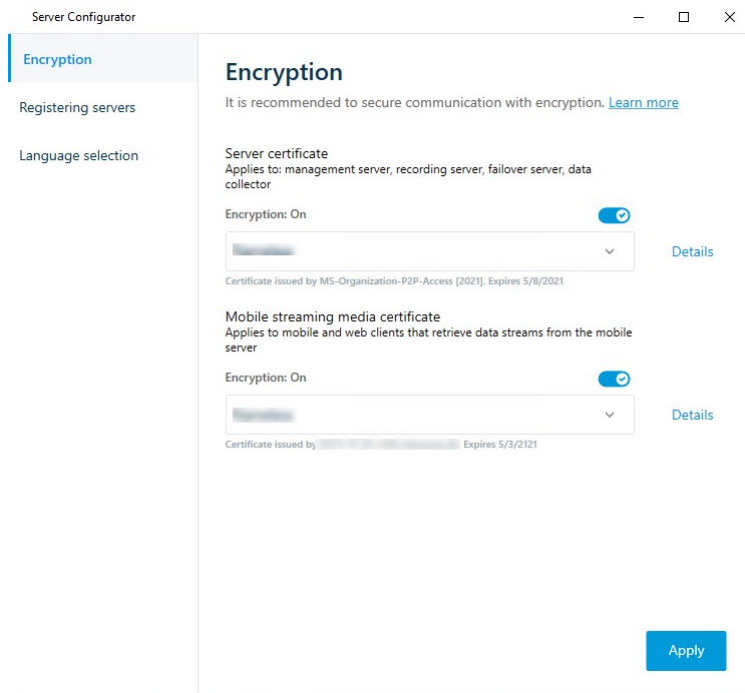 Server Configurator
Encryption
Registering servers
Language selection
Encryption
It is recommended to secure communication with encryption. Learn more
Server certificate
Applies to: management server, recording server, failover server, data
collector
Encryption: On
Details
Certificate issued by MS-Organization-P2P-Access [2021]. Expires 5/8/2021
Mobile streaming media certificate
Applies to mobile and web clients that retrieve data streams from the mobile
server
Encryption: On
Details
Certificate issued by Expires 5/3/2121
Apply